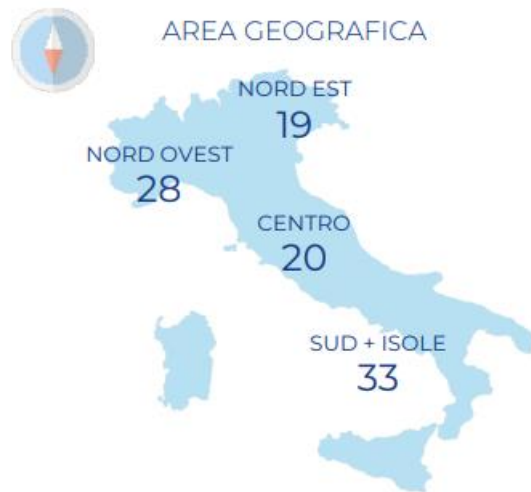 AREA GEOGRAFICA
NORD EST
19
NORD OVEST
28
CENTRO
20
SUD + ISOLE
33